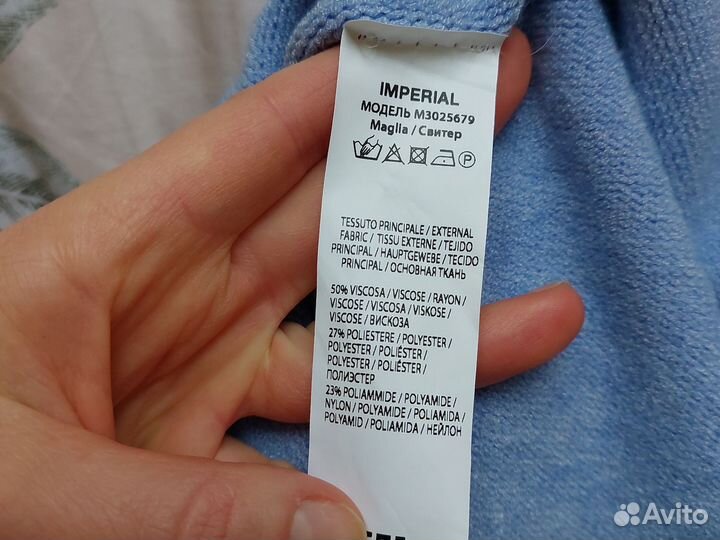 IMPERIAL
МОДЕЛЬ M3025679
Maglia / Свитер
P
TESSUTO PRINCIPALE / EXTERNAL
FABRIC / TISSU EXTERNE / TEJIDO
PRINCIPAL / HAUPTGEWEBE / TECIDO
PRINCIPAL / ОСНОВНАЯ ТКАНЬ
50% VISCOSA / VISCOSE / RAYON /
VISCOSE / VISCOSA / VISKOSE /
VISCOSE / ВИСКОЗА
27% POLIESTERE / POLYESTER /
POLYESTER / POLIÉSTER /
POLYESTER / POLIÉSTER /
ПОЛИЭСТЕР
23% POLIAMMIDE / POLYAMIDE /
NYLON / POLYAMIDE / POLIAMIDA /
POLYAMID / POLIAMIDA / НЕЙЛОН
Avito